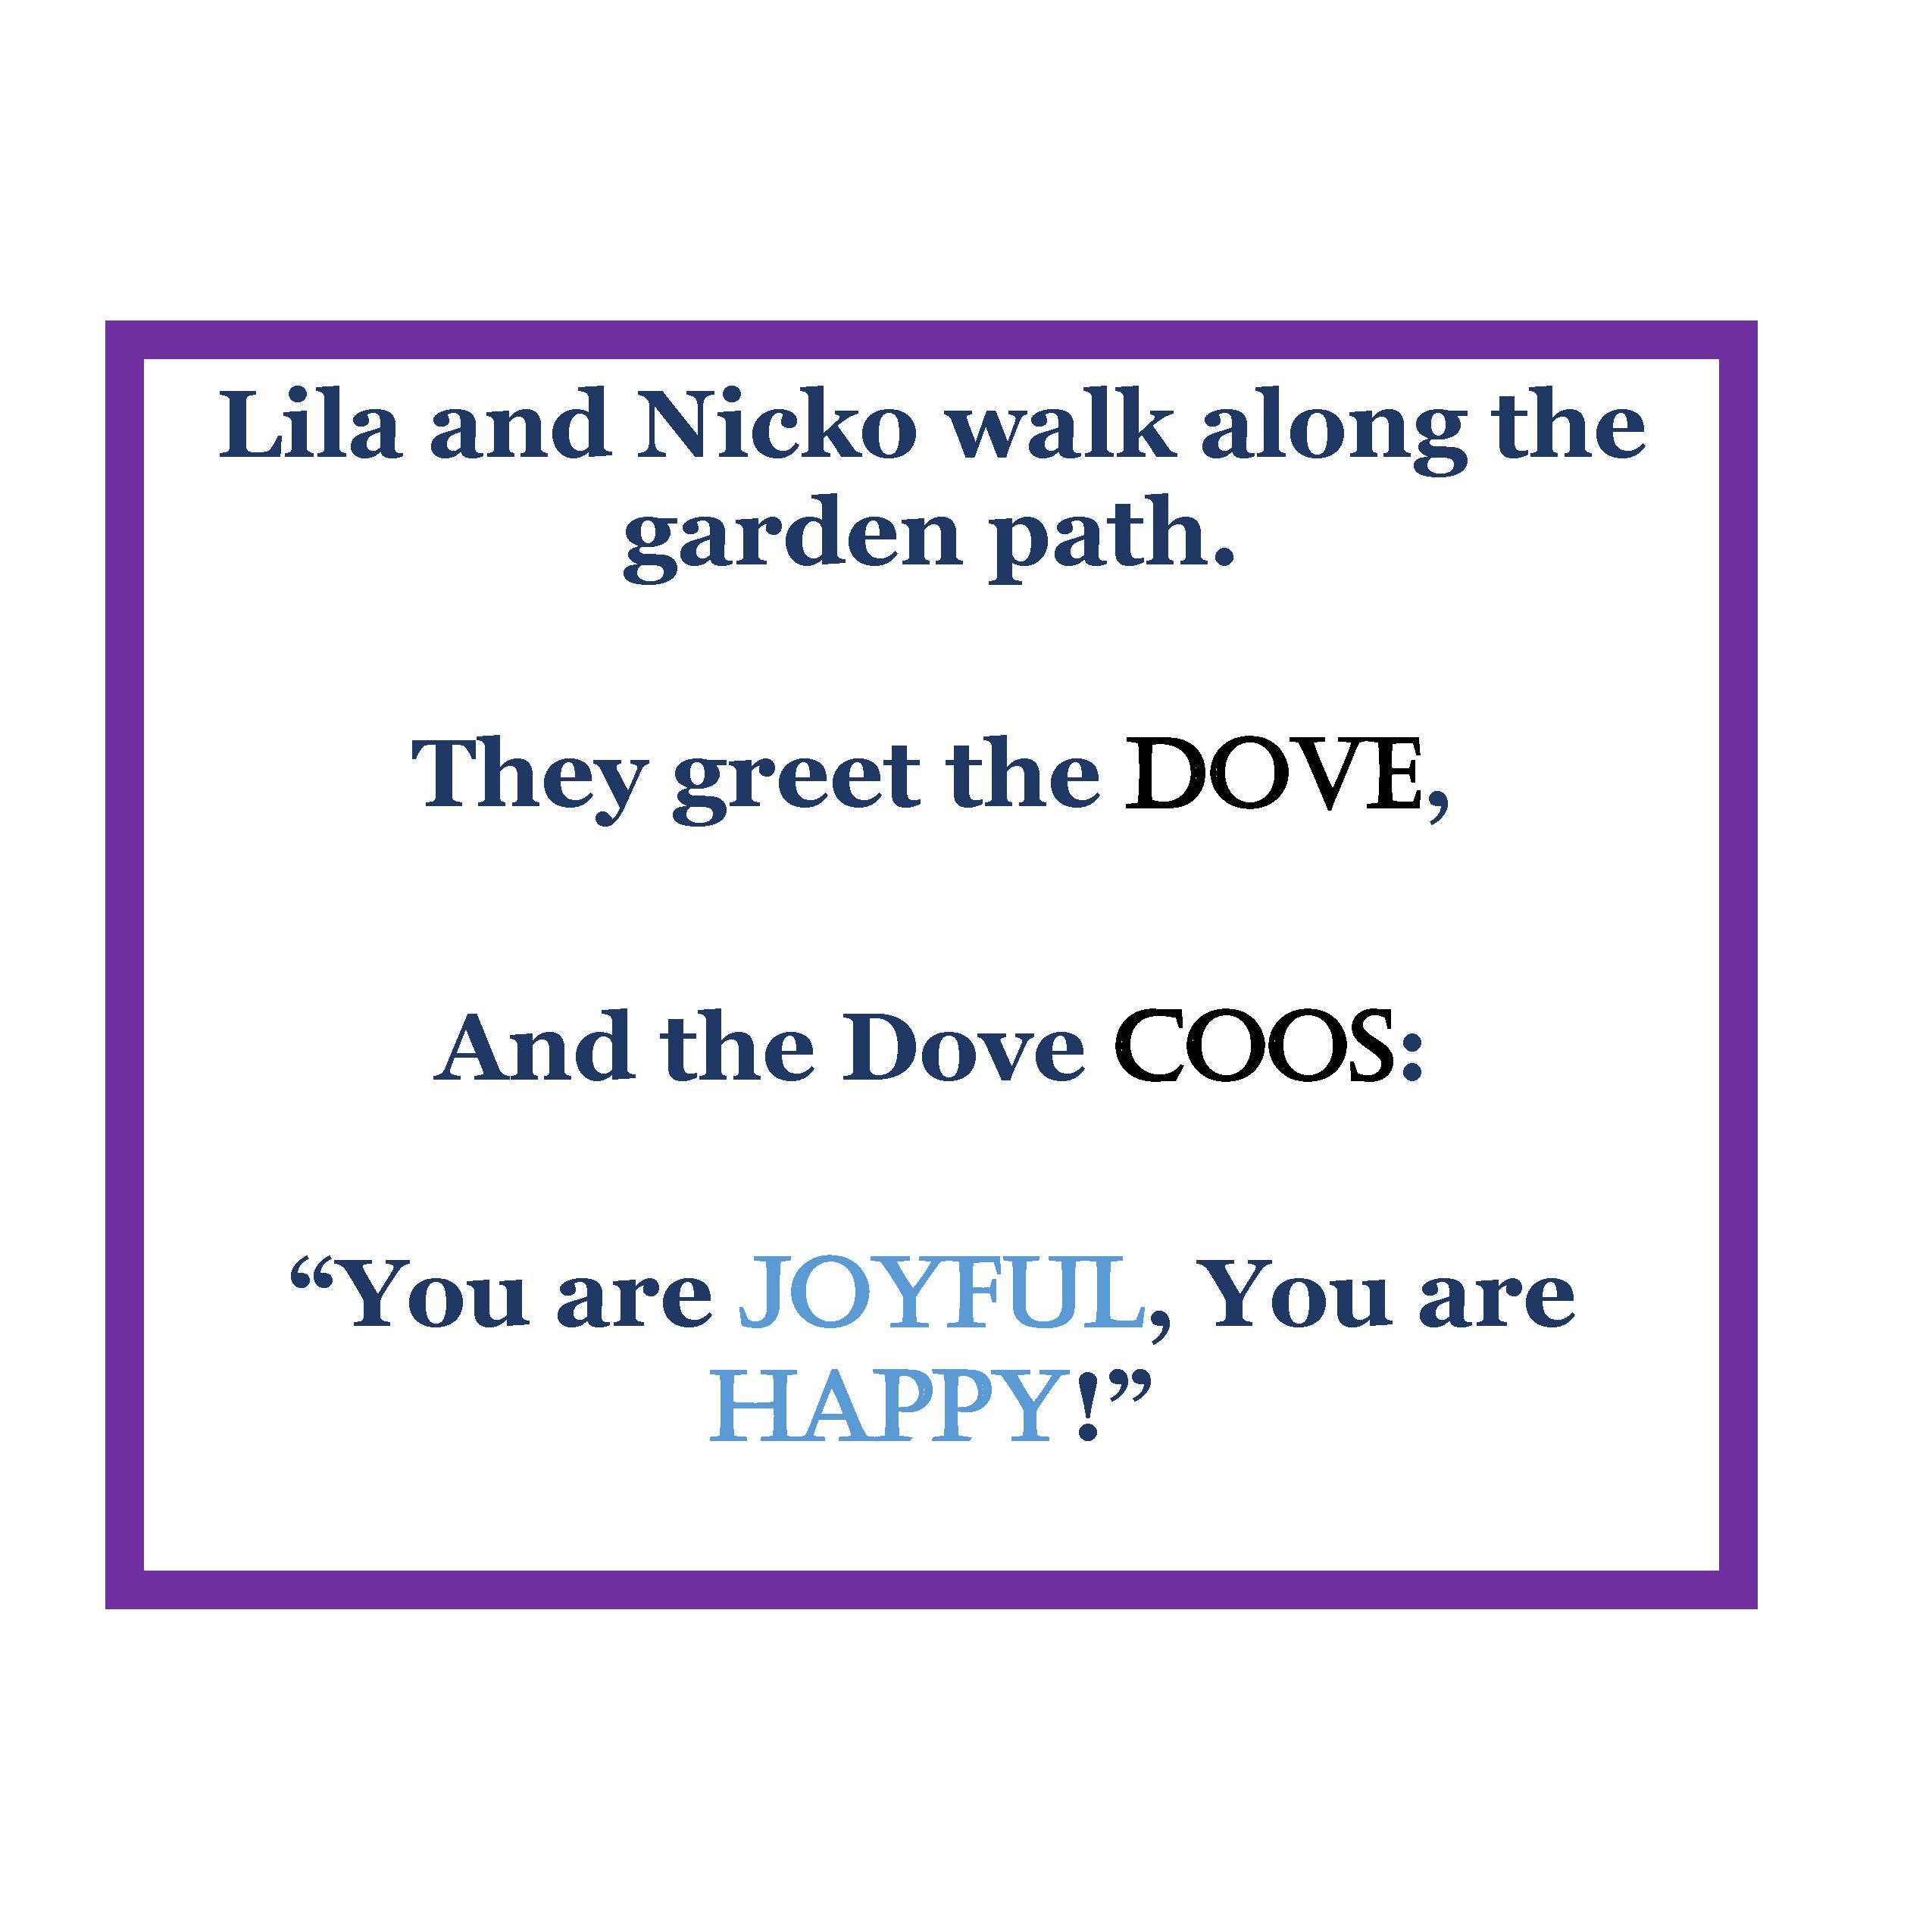 Lila and Nicko walk along the
garden path.
They greet the DOVE,
And the Dove COOS:
“You are JOYFUL, You are
HAPPY!”